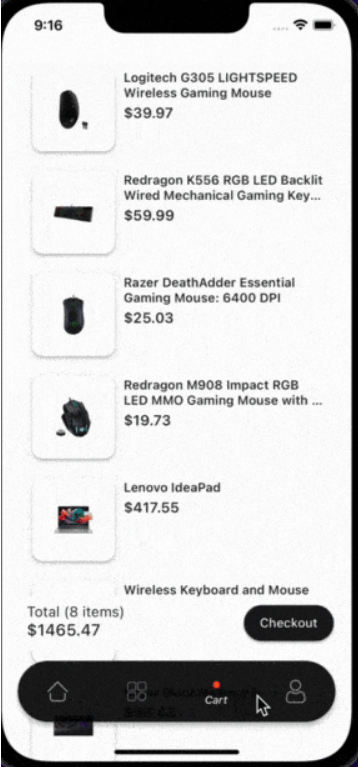 9:16
Logitech G305 LIGHTSPEED
Wireless Gaming Mouse
$39.97
Redragon K556 RGB LED Backlit
Wired Mechanical Gaming Key...
$59.99
Razer DeathAdder Essential
Gaming Mouse: 6400 DPI
$25.03
Redragon M908 Impact RGB
LED MMO Gaming Mouse with ...
$19.73
Lenovo IdeaPad
$417.55
Wireless Keyboard and Mouse
Total (8 items)
$1465.47
Checkout
Cart